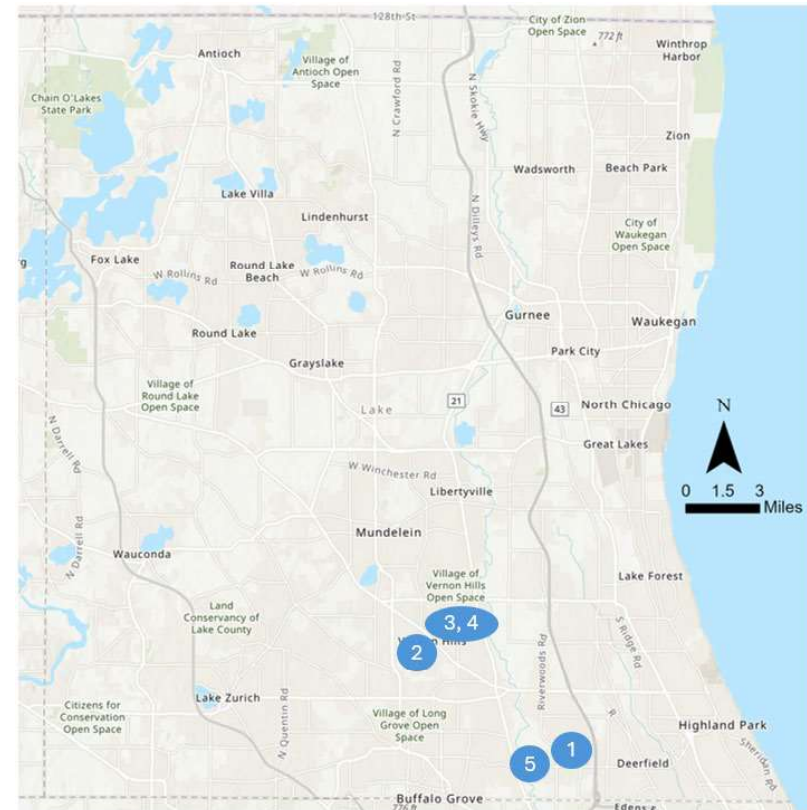 128th St
City of Zion
Open Space
772 ft
Winthrop
Harbor
Antioch
Village of
Antioch Open
Space
N Crawford Rd
N Skokie Hwy
Chain O'Lakes
State Park
Zion
Wadsworth
Beach Park
Lake Villa
Lindenhurst
N Dilleys Rd
City of
Waukegan
Open Space
Fox Lake
W Rollins Rd
Round Lake
Beach
W Rollins Rd
Gurnee
Waukegan
Round Lake
Grayslake
Park City
Village of
Round Lake
Open Space
Lake
21
43
North Chicago
N
Great Lakes
N Darrell Rd
W Winchester Rd
Libertyville
0 1.5 3
Miles
Mundelein
N Darrell Rd
Wauconda
Village of
Vernon Hills
Open Space
Lake Forest
Land
Conservancy of
Lake County
3, 4
S Ridge Rd
2
Riverwoods Rd
Lake Zurich
N Quentin Rd
Citizens for
Conservation
Open Space
Village of Long
Grove Open
Space
R
Highland Park
1
5
Deerfield
Sheridan Rd
Buffalo Grove
776 ft
Edens E